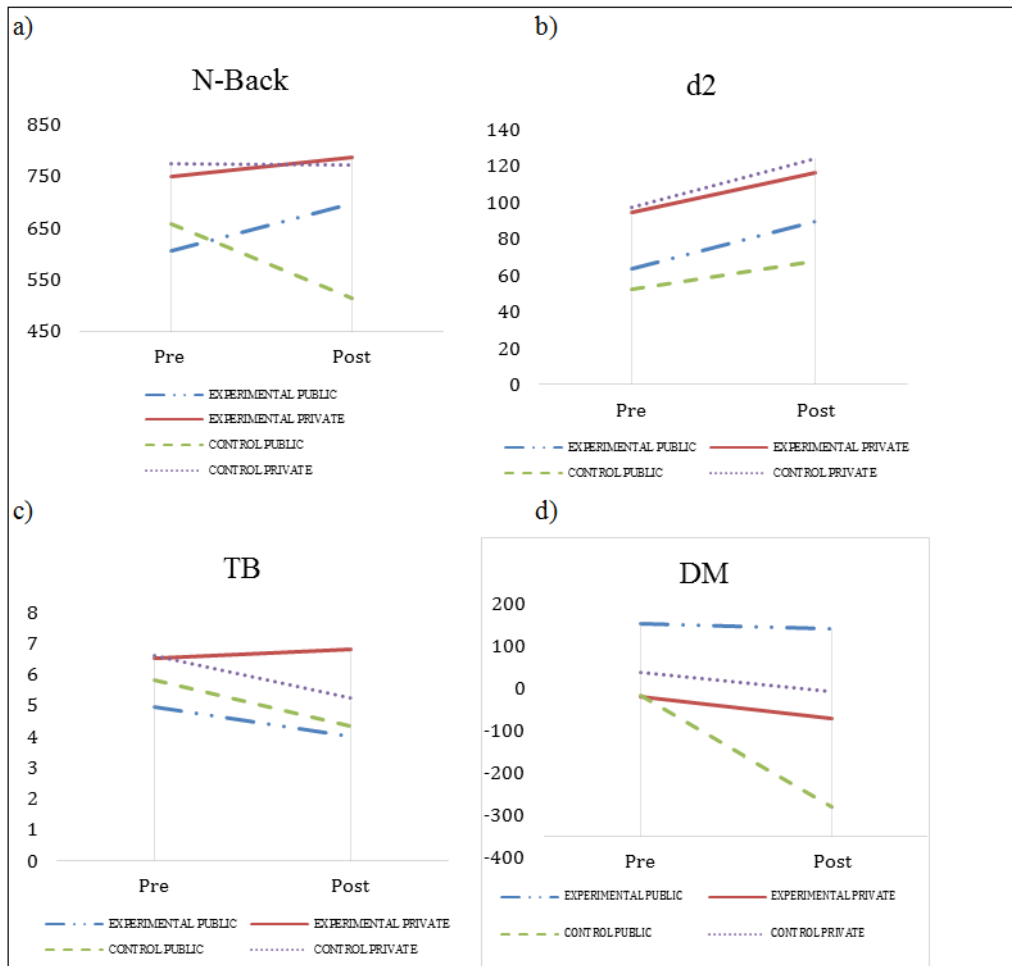 a)
N-Back
850
750
650
550
450
Pre Post
EXPERIMENTAL PUBLIC
EXPERIMENTAL PRIVATE
CONTROL PUBLIC
CONTROL PRIVATE
b)
d2
140
120
100
80
60
40
20
0
Pre Post
EXPERIMENTAL PUBLIC EXPERIMENTAL PRIVATE
CONTROL PUBLIC CONTROL PRIVATE
c)
TB
8
7
6
5
4
3
2
1
0
Pre Post
EXPERIMENTAL PUBLIC EXPERIMENTAL PRIVATE
CONTROL PUBLIC CONTROL PRIVATE
d)
DM
200
100
0
-100
-200
-300
-400
Pre Post
EXPERIMENTAL PUBLIC EXPERIMENTAL PRIVATE
CONTROL PUBLIC CONTROL PRIVATE